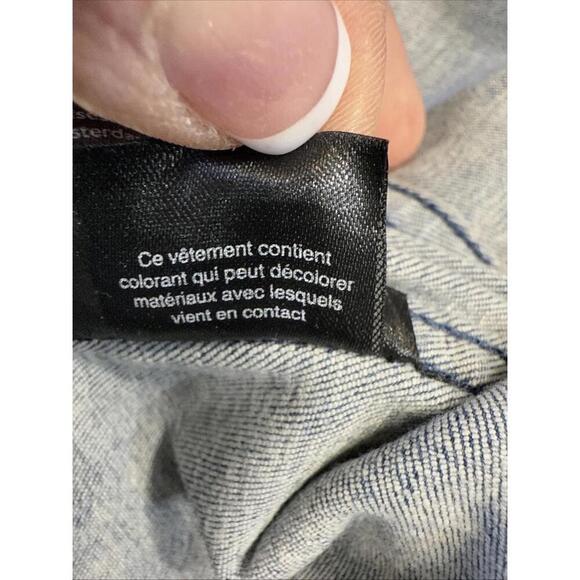 Ce vêtement contient
colorant qui peut décolorer
matériaux avec lesquels
vient en contact